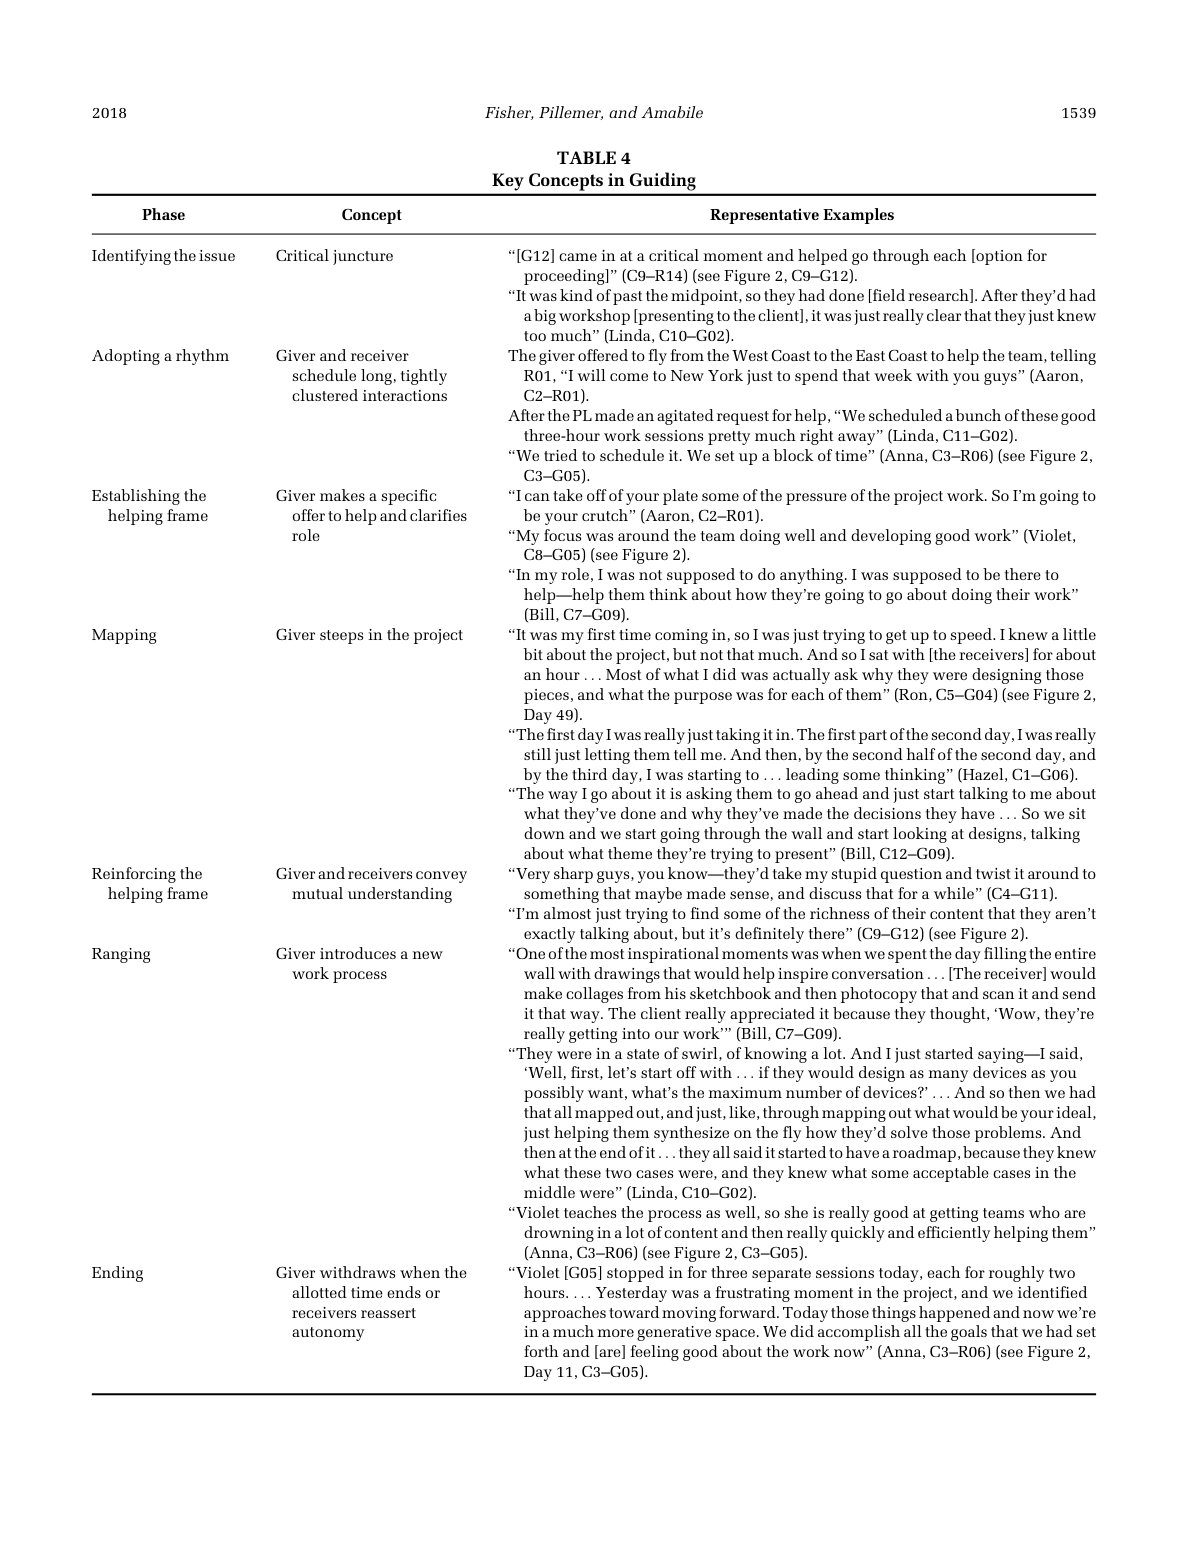 2018 Fisher, Pillemer, and Amabile 1539
TABLE 4
Key Concepts in Guiding
Phase Concept Representative Examples
Identifying the issue Critical juncture “[G12] came in at a critical moment and helped go through each [option for
proceeding]” (C9–R14) (see Figure 2, C9–G12).
“It was kind of past the midpoint, so they had done [field research]. After they’d had
a big workshop [presenting to the client], it was just really clear that they just knew
too much” (Linda, C10–G02).
Adopting a rhythm Giver and receiver The giver offered to fly from the West Coast to the East Coast to help the team, telling
schedule long, tightly R01, “I will come to New York just to spend that week with you guys” (Aaron,
clustered interactions C2–R01).
After the PL made an agitated request for help, “We scheduled a bunch of these good
three-hour work sessions pretty much right away” (Linda, C11–G02).
“We tried to schedule it. We set up a block of time” (Anna, C3–R06) (see Figure 2,
C3–G05).
Establishing the Giver makes a specific “I can take off of your plate some of the pressure of the project work. So I’m going to
helping frame offer to help and clarifies be your crutch” (Aaron, C2–R01).
role “My focus was around the team doing well and developing good work” (Violet,
C8–G05) (see Figure 2).
“In my role, I was not supposed to do anything. I was supposed to be there to
help—help them think about how they’re going to go about doing their work”
(Bill, C7–G09).
Mapping Giver steeps in the project “It was my first time coming in, so I was just trying to get up to speed. I knew a little
bit about the project, but not that much. And so I sat with [the receivers] for about
an hour . . . Most of what I did was actually ask why they were designing those
pieces, and what the purpose was for each of them” (Ron, C5–G04) (see Figure 2,
Day 49).
“The first day I was really just taking it in. The first part of the second day, I was really
still just letting them tell me. And then, by the second half of the second day, and
by the third day, I was starting to . . . leading some thinking” (Hazel, C1–G06).
“The way I go about it is asking them to go ahead and just start talking to me about
what they’ve done and why they’ve made the decisions they have . . . So we sit
down and we start going through the wall and start looking at designs, talking
about what theme they’re trying to present” (Bill, C12–G09).
Reinforcing the Giver and receivers convey “Very sharp guys, you know—they’d take my stupid question and twist it around to
helping frame mutual understanding something that maybe made sense, and discuss that for a while” (C4–G11).
“I’m almost just trying to find some of the richness of their content that they aren’t
exactly talking about, but it’s definitely there” (C9–G12) (see Figure 2).
Ranging Giver introduces a new “One of the most inspirational moments was when we spent the day filling the entire
work process wall with drawings that would help inspire conversation . . . [The receiver] would
make collages from his sketchbook and then photocopy that and scan it and send
it that way. The client really appreciated it because they thought, ‘Wow, they’re
really getting into our work’” (Bill, C7–G09).
“They were in a state of swirl, of knowing a lot. And I just started saying—I said,
‘Well, first, let’s start off with . . . if they would design as many devices as you
possibly want, what’s the maximum number of devices?’ . . . And so then we had
that all mapped out, and just, like, through mapping out what would be your ideal,
just helping them synthesize on the fly how they’d solve those problems. And
then at the end of it . . . they all said it started to have a roadmap, because they knew
what these two cases were, and they knew what some acceptable cases in the
middle were” (Linda, C10–G02).
“Violet teaches the process as well, so she is really good at getting teams who are
drowning in a lot of content and then really quickly and efficiently helping them”
(Anna, C3–R06) (see Figure 2, C3–G05).
Ending Giver withdraws when the “Violet [G05] stopped in for three separate sessions today, each for roughly two
allotted time ends or hours. . . . Yesterday was a frustrating moment in the project, and we identified
receivers reassert approaches toward moving forward. Today those things happened and now we’re
autonomy in a much more generative space. We did accomplish all the goals that we had set
forth and [are] feeling good about the work now” (Anna, C3–R06) (see Figure 2,
Day 11, C3–G05).